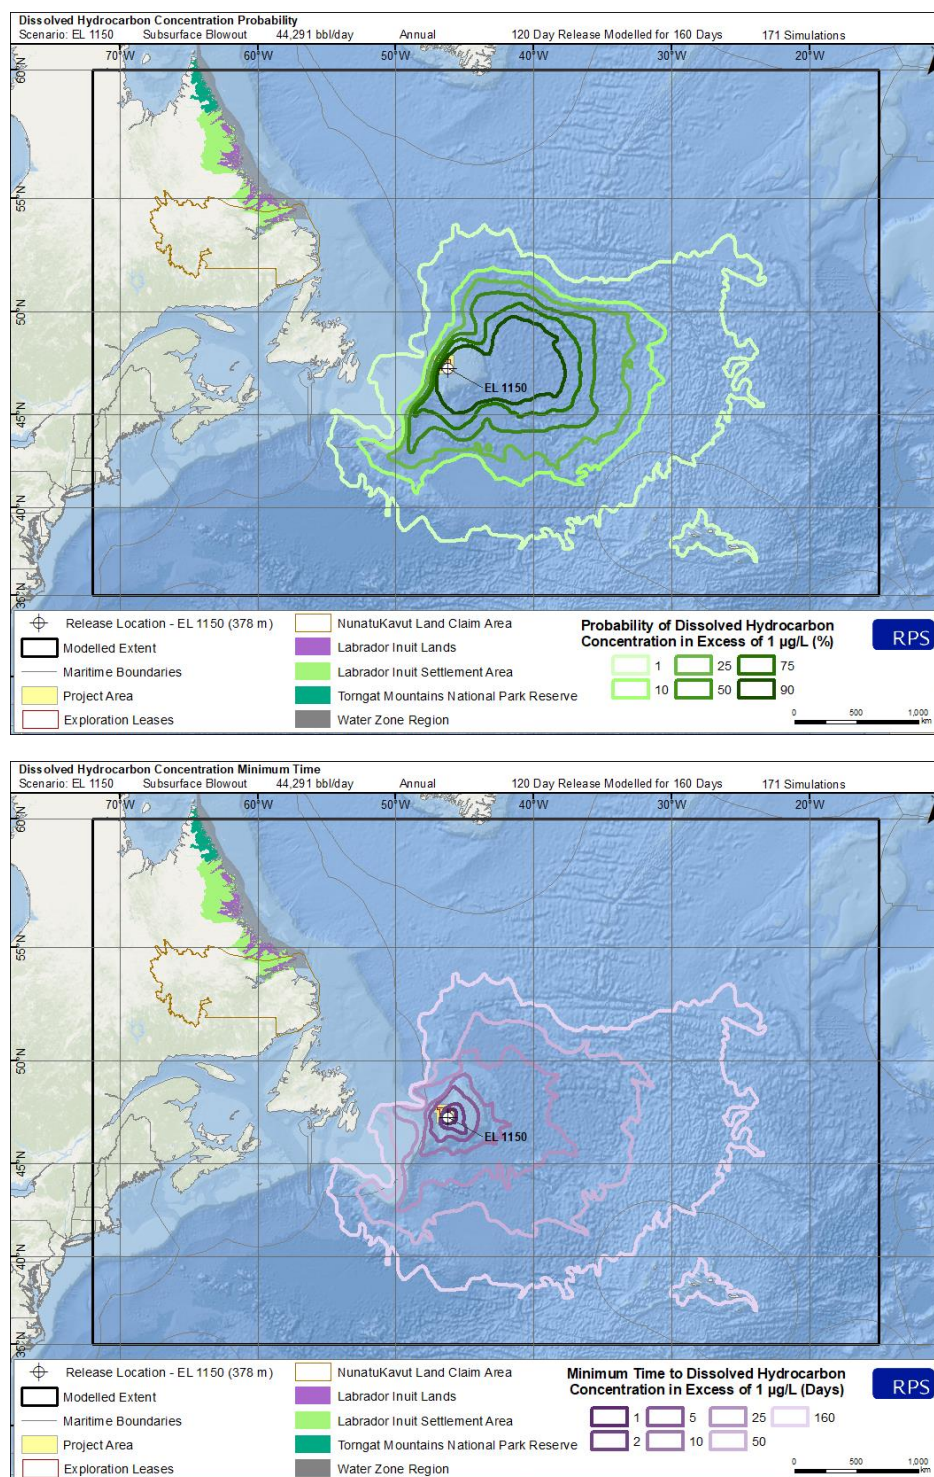 Dissolved Hydrocarbon Concentration Probability
Scenario: EL 1150 Subsurface Blowout 44,291 bbl/day Annual 120 Day Release Modelled for 160 Days 171 Simulations
70°W 60°W 50°W 40°W 30°W 20°W
60°N
55°N
50°N
EL 1150
45°N
40°N
35°N
Release Location - EL 1150 (378 m)
Modelled Extent
Maritime Boundaries
Project Area
Exploration Leases
NunatuKavut Land Claim Area
Labrador Inuit Lands
Labrador Inuit Settlement Area
Torngat Mountains National Park Reserve
Water Zone Region
Probability of Dissolved Hydrocarbon
Concentration in Excess of 1 µg/L (%)
1 25 75
10 50 90
RPS
0 500 1,000
km
Dissolved Hydrocarbon Concentration Minimum Time
Scenario: EL 1150 Subsurface Blowout 44,291 bbl/day Annual 120 Day Release Modelled for 160 Days 171 Simulations
70°W 60°W 50°W 40°W 30°W 20°W
60°N
55°N
50°N
EL 1150
45°N
40°N
35°N
Release Location - EL 1150 (378 m)
Modelled Extent
Maritime Boundaries
Project Area
Exploration Leases
NunatuKavut Land Claim Area
Labrador Inuit Lands
Labrador Inuit Settlement Area
Torngat Mountains National Park Reserve
Water Zone Region
Minimum Time to Dissolved Hydrocarbon
Concentration in Excess of 1 µg/L (Days)
1 5 25 160
2 10 50
RPS
0 500 1,000
km